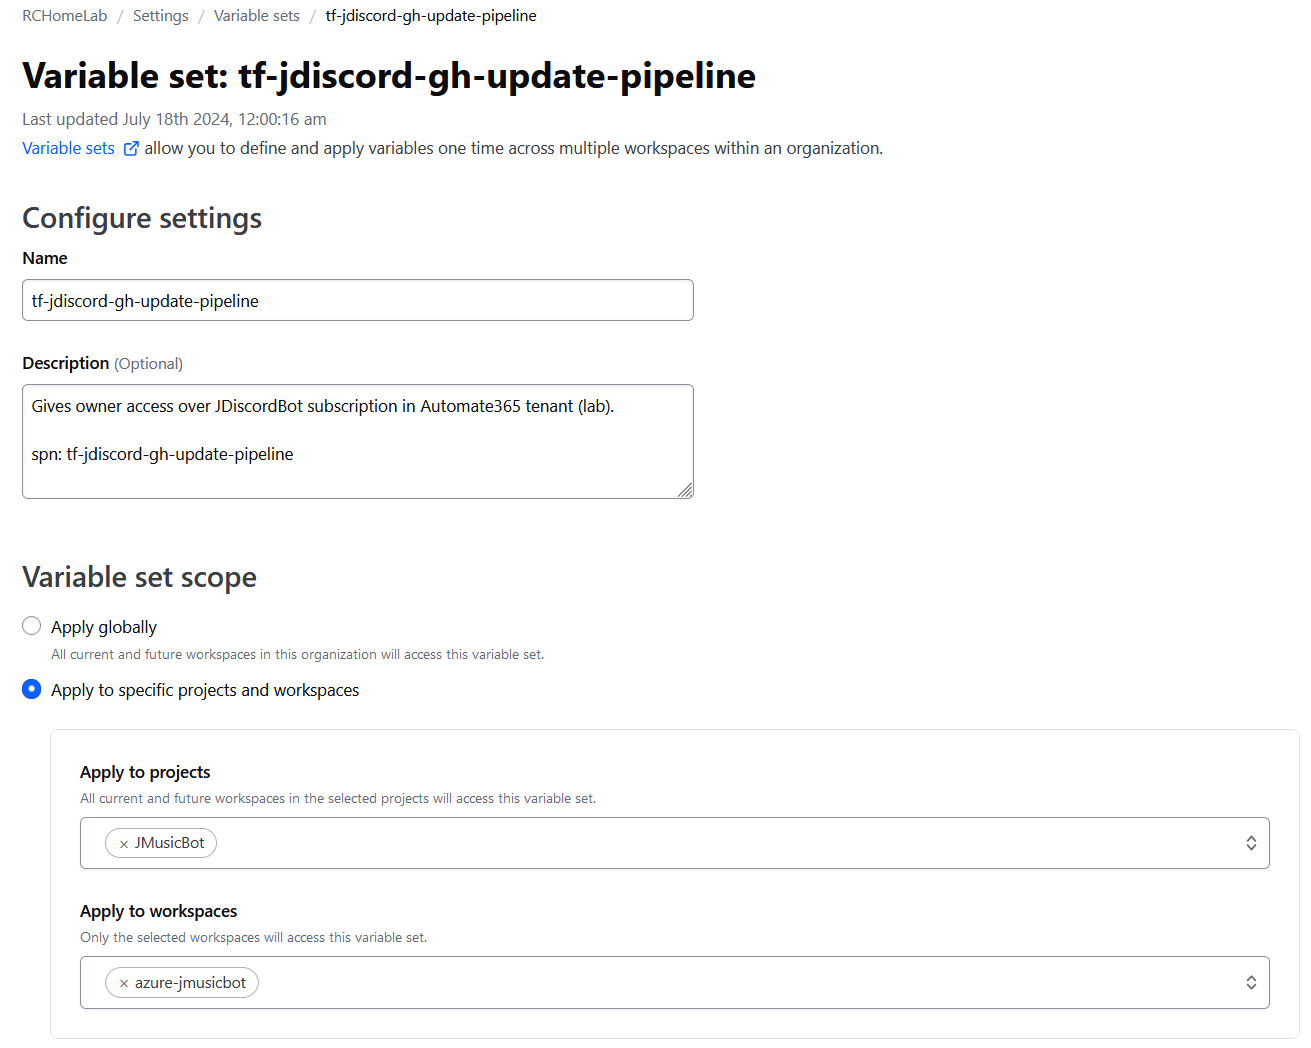 RCHomeLab / Settings / Variable sets / tf-jdiscord-gh-update-pipeline
Variable set: tf-jdiscord-gh-update-pipeline
Last updated July 18th 2024, 12:00:16 am
Variable sets allow you to define and apply variables one time across multiple workspaces within an organization.
Configure settings
Name
tf-jdiscord-gh-update-pipeline
Description (Optional)
Gives owner access over JDiscordBot subscription in Automate365 tenant (lab).
spn: tf-jdiscord-gh-update-pipeline
Variable set scope
Apply globally
All current and future workspaces in this organization will access this variable set.
Apply to specific projects and workspaces
Apply to projects
All current and future workspaces in the selected projects will access this variable set.
× JMusicBot
Apply to workspaces
Only the selected workspaces will access this variable set.
× azure-jmusicbot